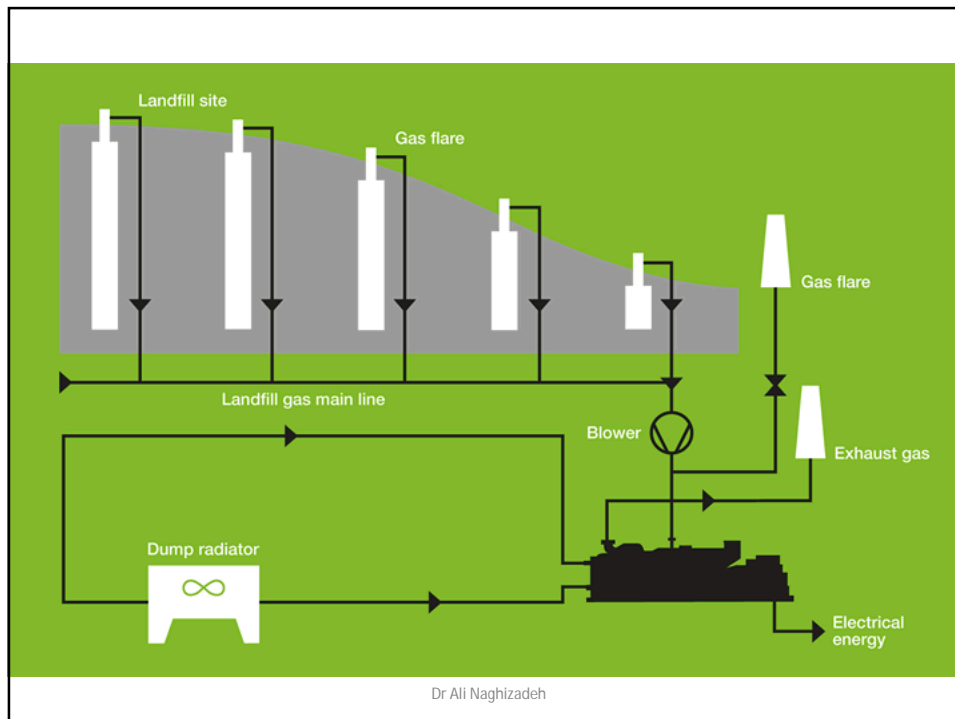 Landfill site
Gas flare
Gas flare
Landfill gas main line
Blower
Exhaust gas
Dump radiator
Electrical
energy
Dr Ali Naghizadeh